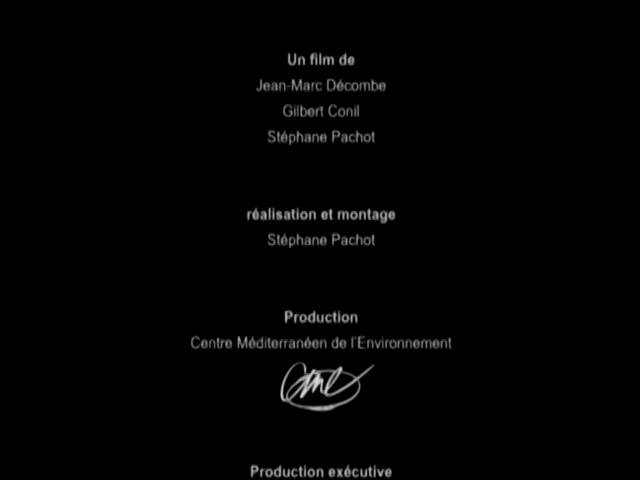 Un film de
Jean-Marc Décombe
Gilbert Conil
Stéphane Pachot
réalisation et montage
Stéphane Pachot
Production
Centre Méditerranéen de l'Environnement
Production exécutive